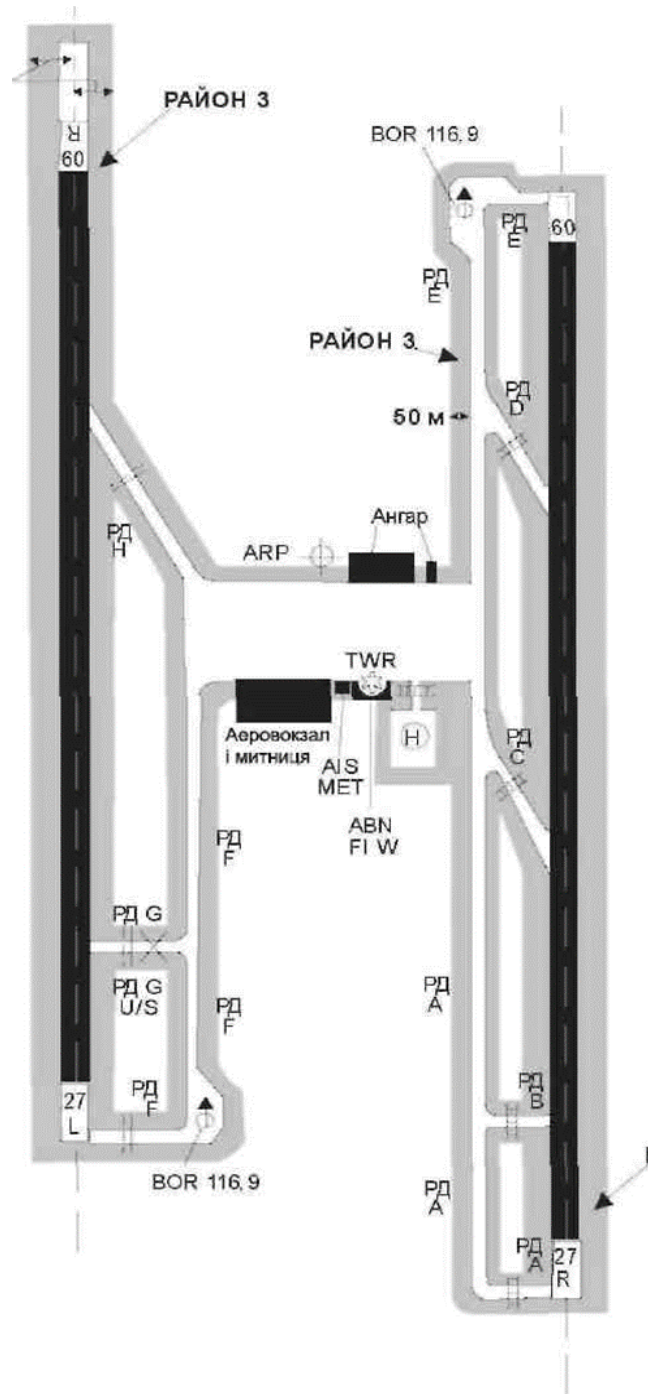 РАЙОН 3
R
60
BOR 116,9
60
РД
E
РД
E
РАЙОН 3
РД
D
50 м
Ангар
РД
H
ARP
TWR
H
РД
C
Аеровокзал
і митниця
AIS
MET
ABN
FI W
РД
F
РД G
РД G
U/S
РД
F
РД
A
РД
B
РД
F
27
L
BOR 116,9
РД
A
РД
A
27
R